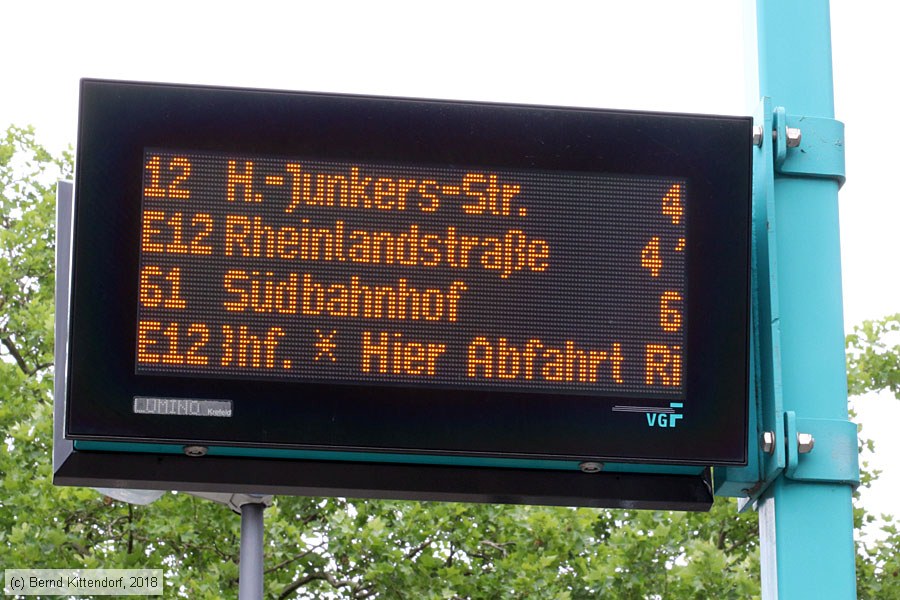 12 H.-Junkers-Str. 4
E12 Rheinlandstraße 4'
61 Südbahnhof 6
E12 Jhf. * Hier Abfahrt Ri
LUMINO Krefeld
VGF
(c) Bernd Kittendorf, 2018